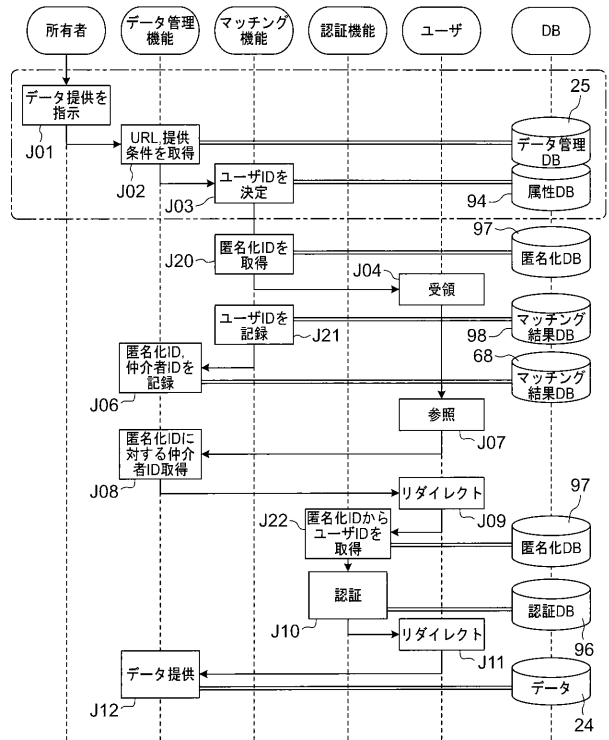 所有者
データ管理
機能
マッチング
機能
認証機能
ユーザ
DB
データ提供を
指示
J01
URL,提供
条件を取得
J02
25
データ管理
DB
ユーザIDを
決定
J03
94
属性DB
匿名化IDを
取得
J20
97
匿名化DB
J04
受領
ユーザIDを
記録
J21
98
マッチング
結果DB
匿名化ID,
仲介者IDを
記録
J06
68
マッチング
結果DB
参照
J07
匿名化IDに
対する仲介
者ID取得
J08
リダイレクト
J09
J22
匿名化IDから
ユーザIDを
取得
97
匿名化DB
認証
J10
認証DB
96
リダイレクト
J11
データ提供
J12
データ
24